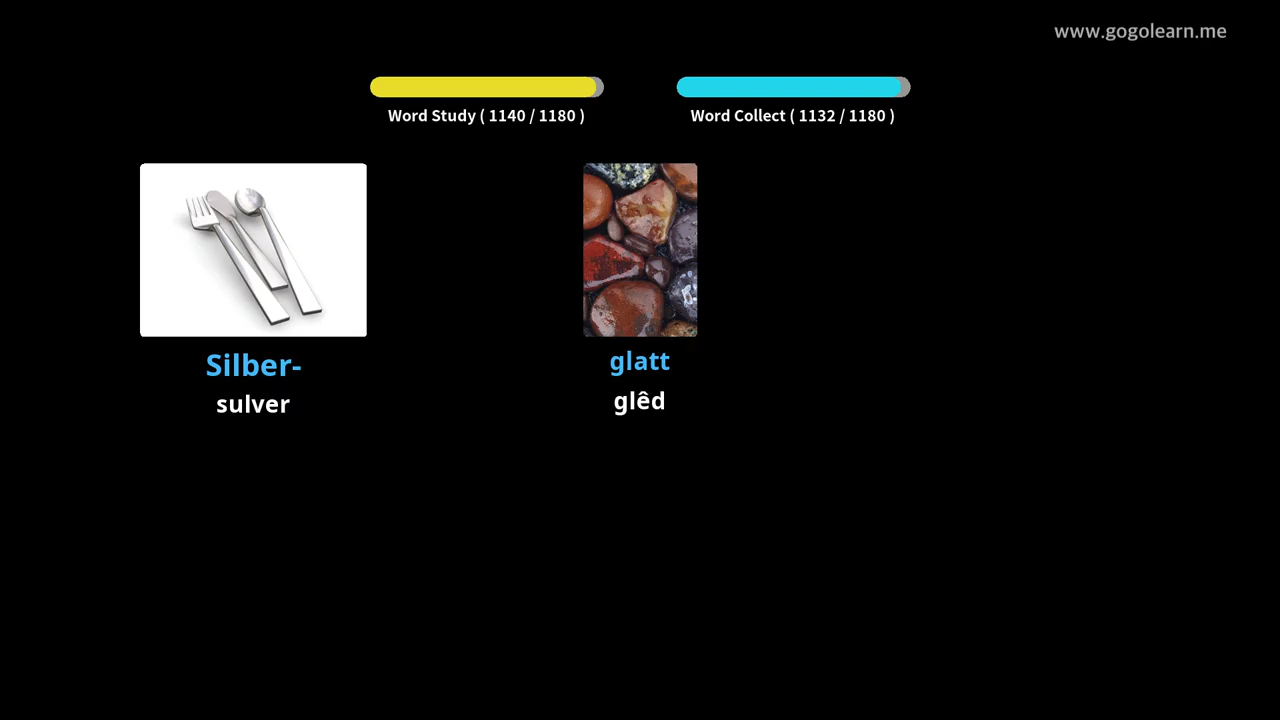 www.gogolearn.me
Word Study ( 1140 / 1180 )
Word Collect ( 1132 / 1180 )
Silber-
sulver
glatt
glêd